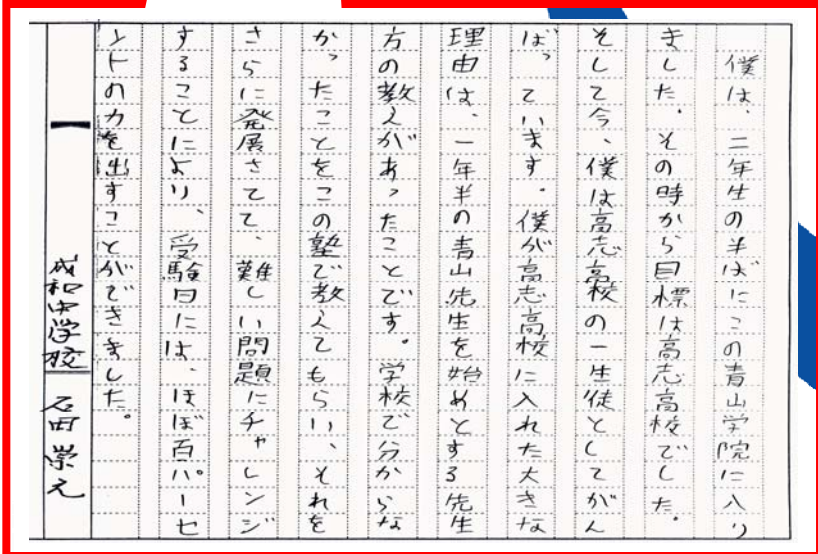 僕は、二年生の半ばにこの青山学院に入り
ました。その時から目標は高志高校でした。
そして今、僕は高志高校の一生徒としてがん
ばっています。僕が高志高校に入れた大きな
理由は、一年半の青山先生を始めとする先生
方の教えがあったことです。学校で分からな
かったことをこの塾で教えてもらい、それを
さらに発展さてて、難しい問題にチャレンジ
することにより、受験日には、ほぼ百パーセ
ントの力を出すことができました。
成和中学校 石田